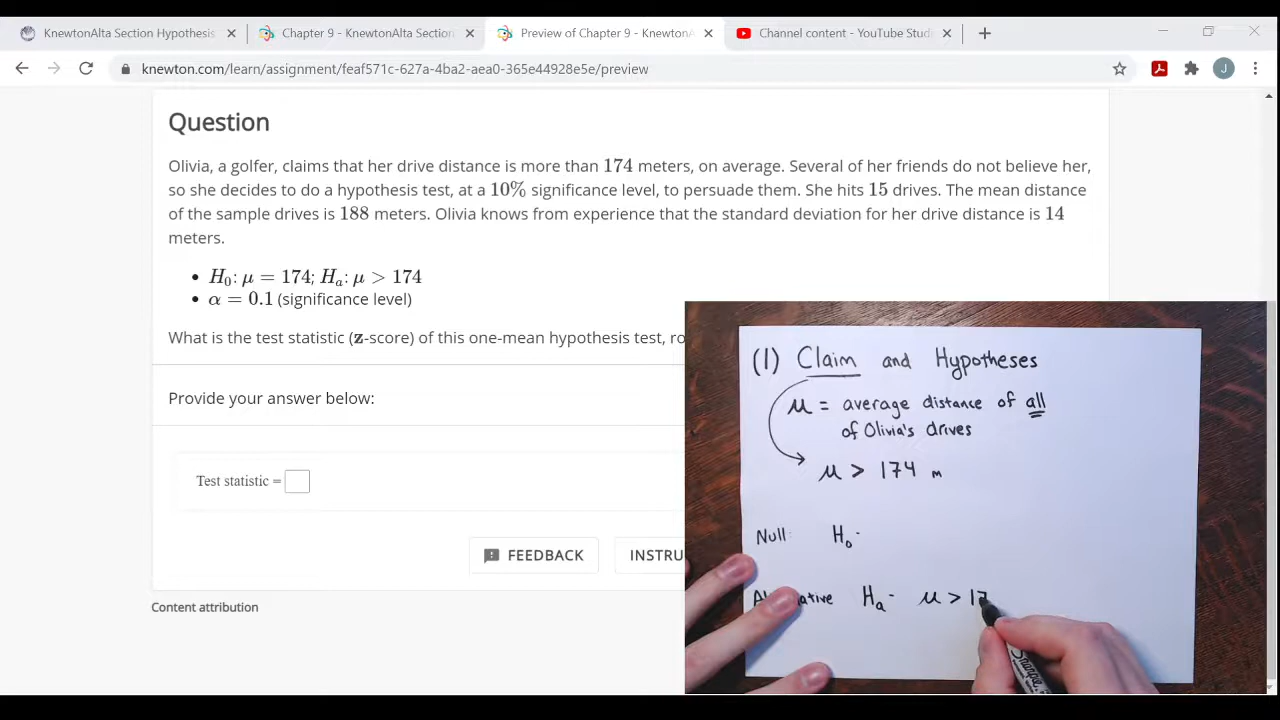 KnewtonAlta Section Hypothesis
Chapter 9 - KnewtonAlta Section
Preview of Chapter 9 - Knewton
Channel content - YouTube Stud
knewton.com/learn/assignment/feaf571c-627a-4ba2-aea0-365e44928e5e/preview
J
Question
Olivia, a golfer, claims that her drive distance is more than 174 meters, on average. Several of her friends do not believe her,
so she decides to do a hypothesis test, at a 10% significance level, to persuade them. She hits 15 drives. The mean distance
of the sample drives is 188 meters. Olivia knows from experience that the standard deviation for her drive distance is 14
meters.
• H₀: μ = 174; Hₐ: μ > 174
• α = 0.1 (significance level)
What is the test statistic (z-score) of this one-mean hypothesis test, ro
Provide your answer below:
Test statistic =
FEEDBACK
INSTRU
Content attribution
(1) Claim and Hypotheses
μ = average distance of all
of Olivia's drives
μ > 174 m
Null: H₀:
ative Hₐ: μ > 17
Sharpie